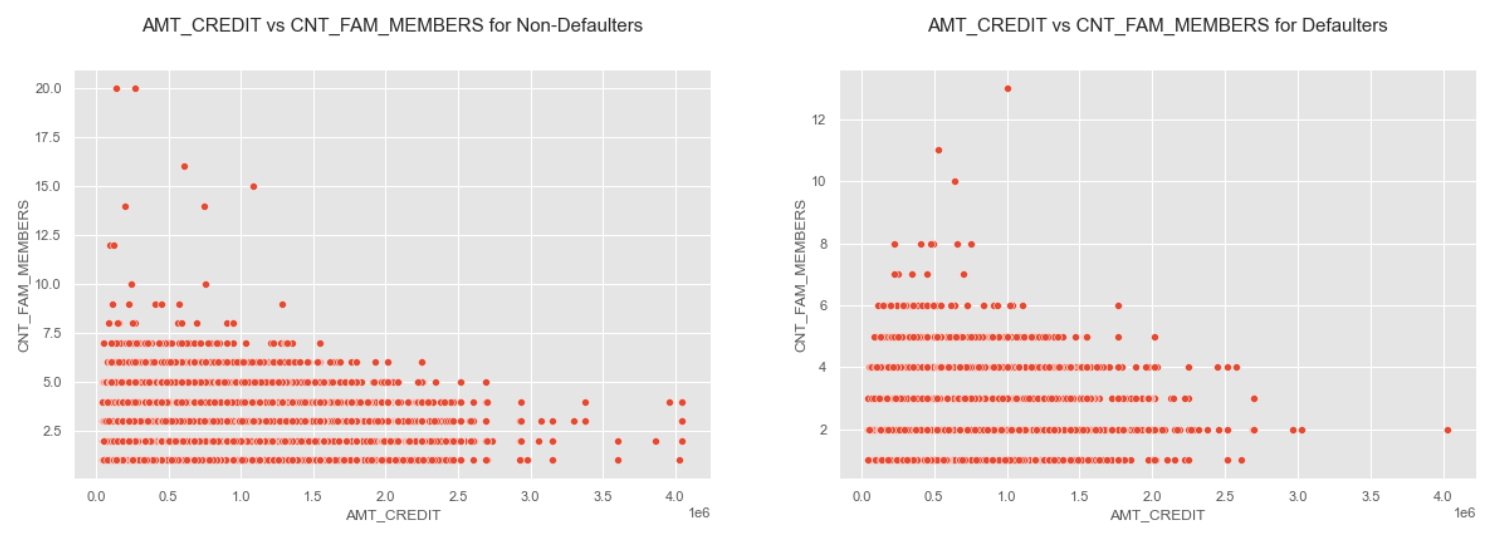 AMT_CREDIT vs CNT_FAM_MEMBERS for Non-Defaulters
20.0
17.5
15.0
12.5
10.0
7.5
5.0
2.5
CNT_FAM_MEMBERS
0.0 0.5 1.0 1.5 2.0 2.5 3.0 3.5 4.0
1e6
AMT_CREDIT
AMT_CREDIT vs CNT_FAM_MEMBERS for Defaulters
12
10
8
6
4
2
CNT_FAM_MEMBERS
0.0 0.5 1.0 1.5 2.0 2.5 3.0 3.5 4.0
1e6
AMT_CREDIT